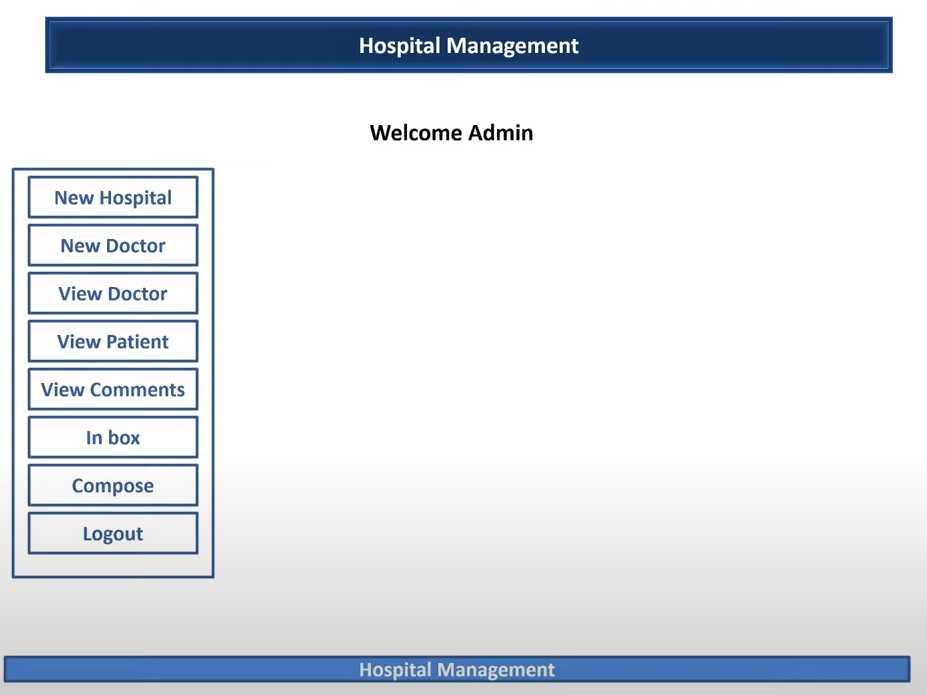 Hospital Management
Welcome Admin
New Hospital
New Doctor
View Doctor
View Patient
View Comments
In box
Compose
Logout
Hospital Management